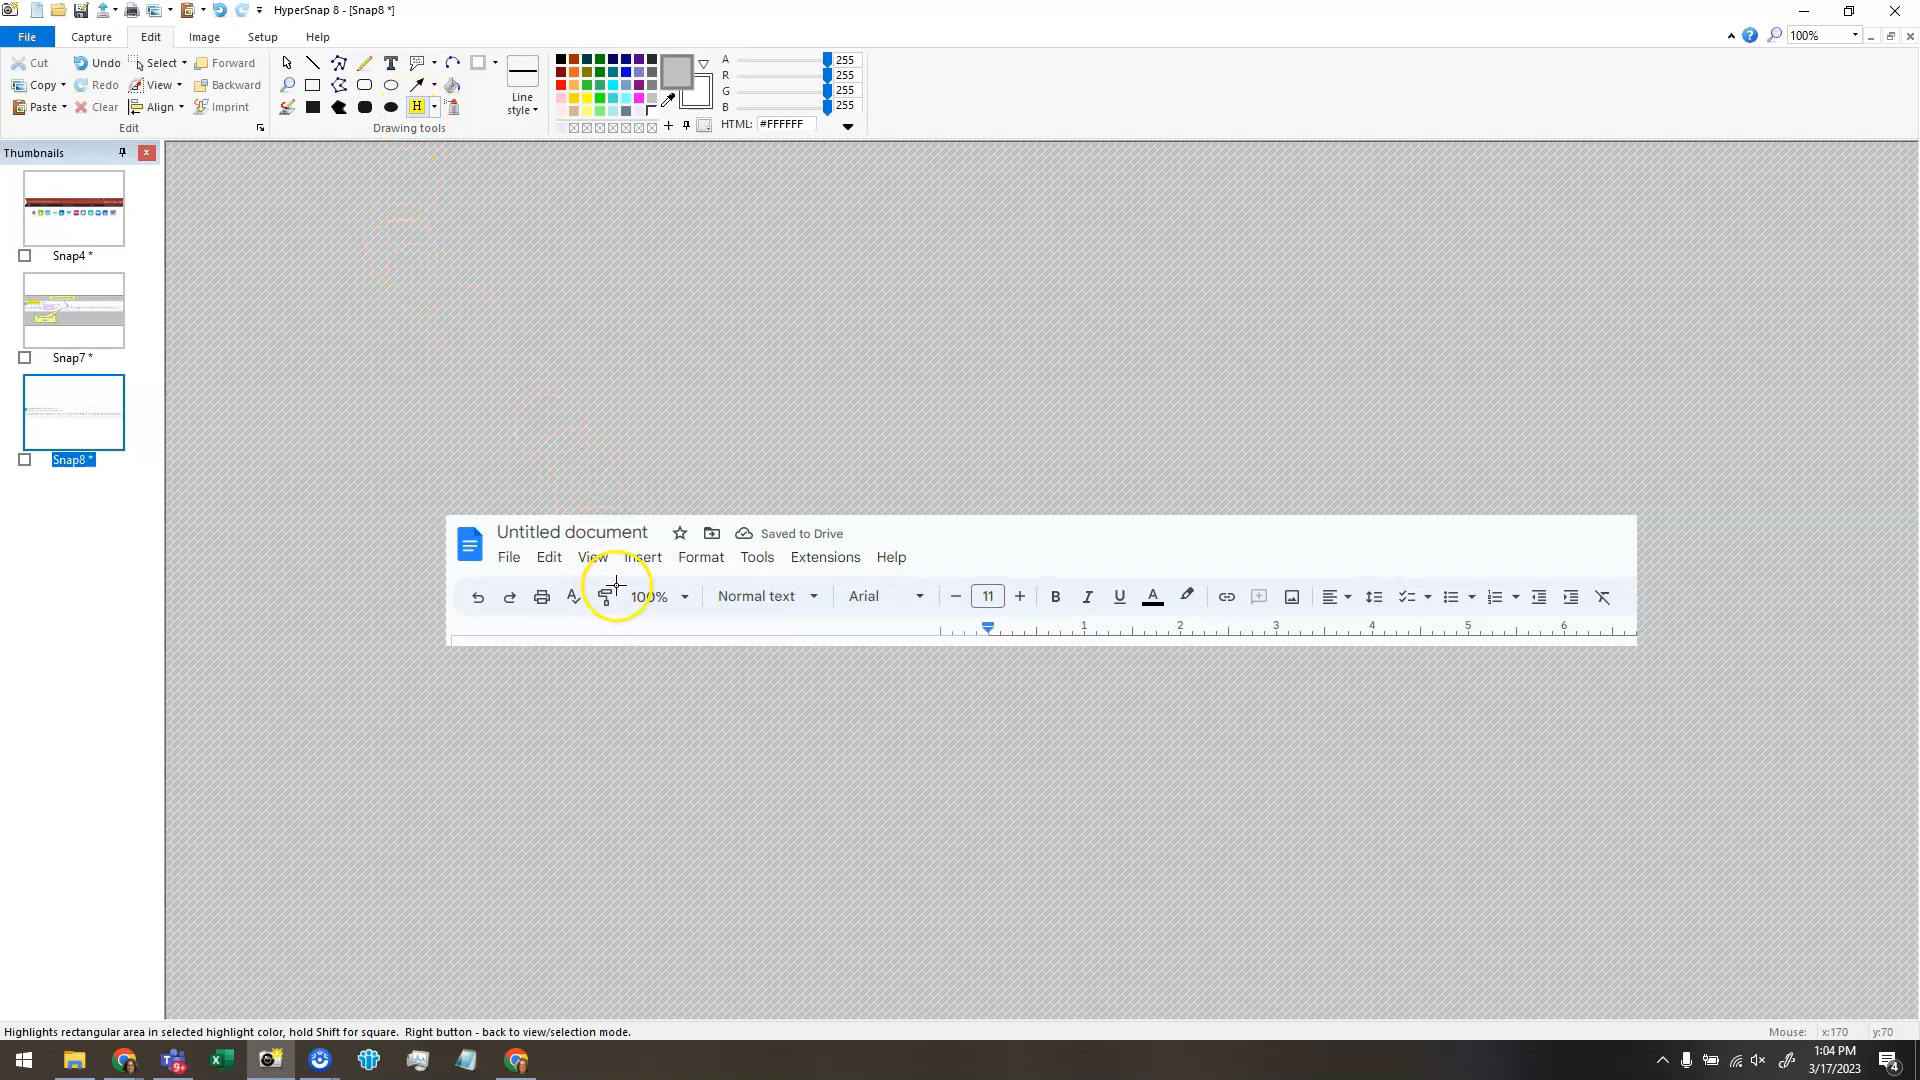 HyperSnap 8 - [Snap8 *]
File Capture Edit Image Setup Help
100%
Cut Undo Select Forward
Copy Redo View Backward
Paste Clear Align Imprint
Edit
T
H
Drawing tools
Line
style
A 255
R 255
G 255
B 255
HTML: #FFFFFF
Thumbnails
Snap4 *
Snap7 *
Snap8 *
Untitled document Saved to Drive
File Edit View Insert Format Tools Extensions Help
100% Normal text Arial − 11 + B I U A
1 2 3 4 5 6
Highlights rectangular area in selected highlight color, hold Shift for square. Right button - back to view/selection mode.
Mouse: x:170 y:70
9+
1:04 PM
3/17/2023
4